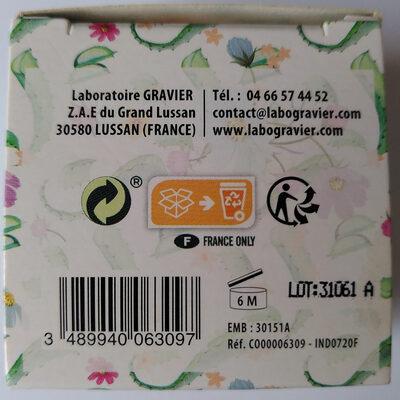 Laboratoire GRAVIER
Z.A.E du Grand Lussan
30580 LUSSAN (FRANCE)
Tél. : 04 66 57 44 52
contact@labogravier.com
www.labogravier.com
®
F FRANCE ONLY
6 M
LOT:31061 A
3 489940 063097
EMB : 30151A
Réf. C000006309 - IND0720F